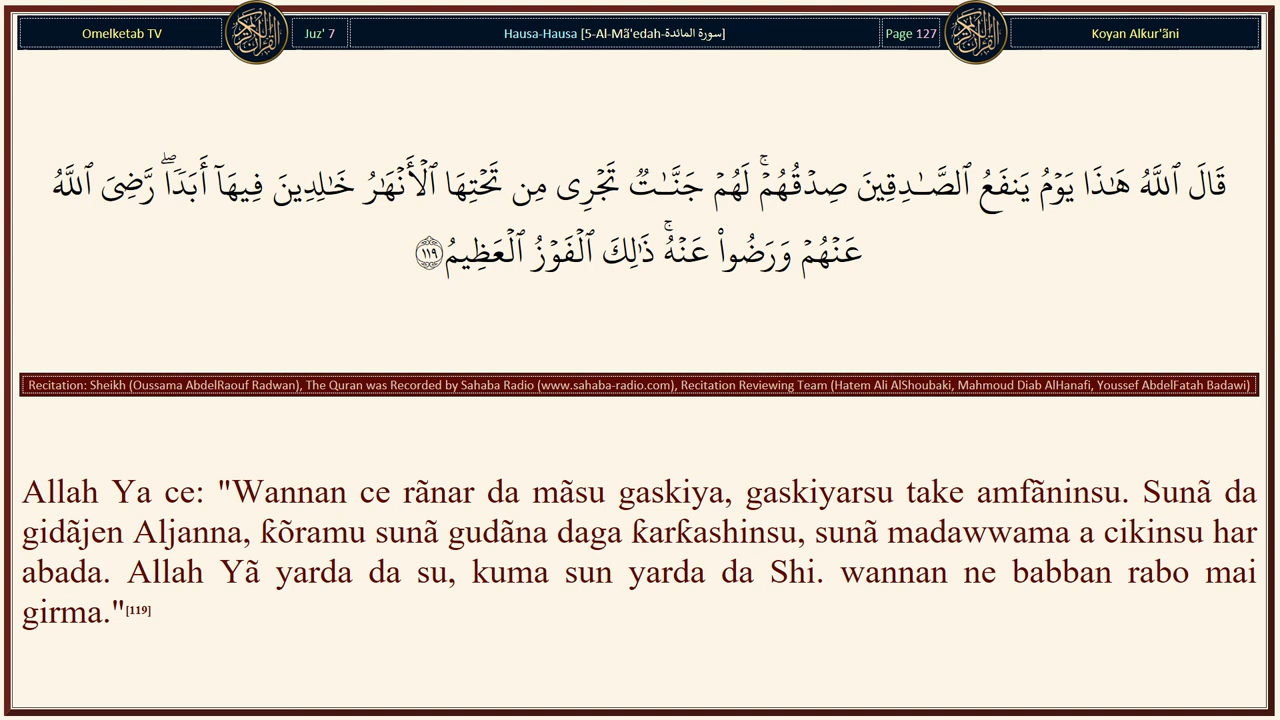 Omelketab TV
Juz' 7
Hausa-Hausa [5-Al-Mã'edah-سورة المائدة]
Page 127
Koyan Alƙur'ãni
قَالَ ٱللَّهُ هَـٰذَا يَوۡمُ يَنفَعُ ٱلصَّـٰدِقِينَ صِدۡقُهُمۡۚ لَهُمۡ جَنَّـٰتٞ تَجۡرِي مِن تَحۡتِهَا ٱلۡأَنۡهَٰرُ خَٰلِدِينَ فِيهَآ أَبَدٗاۖ رَّضِيَ ٱللَّهُ
عَنۡهُمۡ وَرَضُواْ عَنۡهُۚ ذَٰلِكَ ٱلۡفَوۡزُ ٱلۡعَظِيمُ ١١٩
Recitation: Sheikh (Oussama AbdelRaouf Radwan), The Quran was Recorded by Sahaba Radio (www.sahaba-radio.com), Recitation Reviewing Team (Hatem Ali AlShoubaki, Mahmoud Diab AlHanafi, Youssef AbdelFatah Badawi)
Allah Ya ce: "Wannan ce rãnar da mãsu gaskiya, gaskiyarsu take amfãninsu. Sunã da
gidãjen Aljanna, ƙõramu sunã gudãna daga ƙarƙashinsu, sunã madawwama a cikinsu har
abada. Allah Yã yarda da su, kuma sun yarda da Shi. wannan ne babban rabo mai
girma."[119]